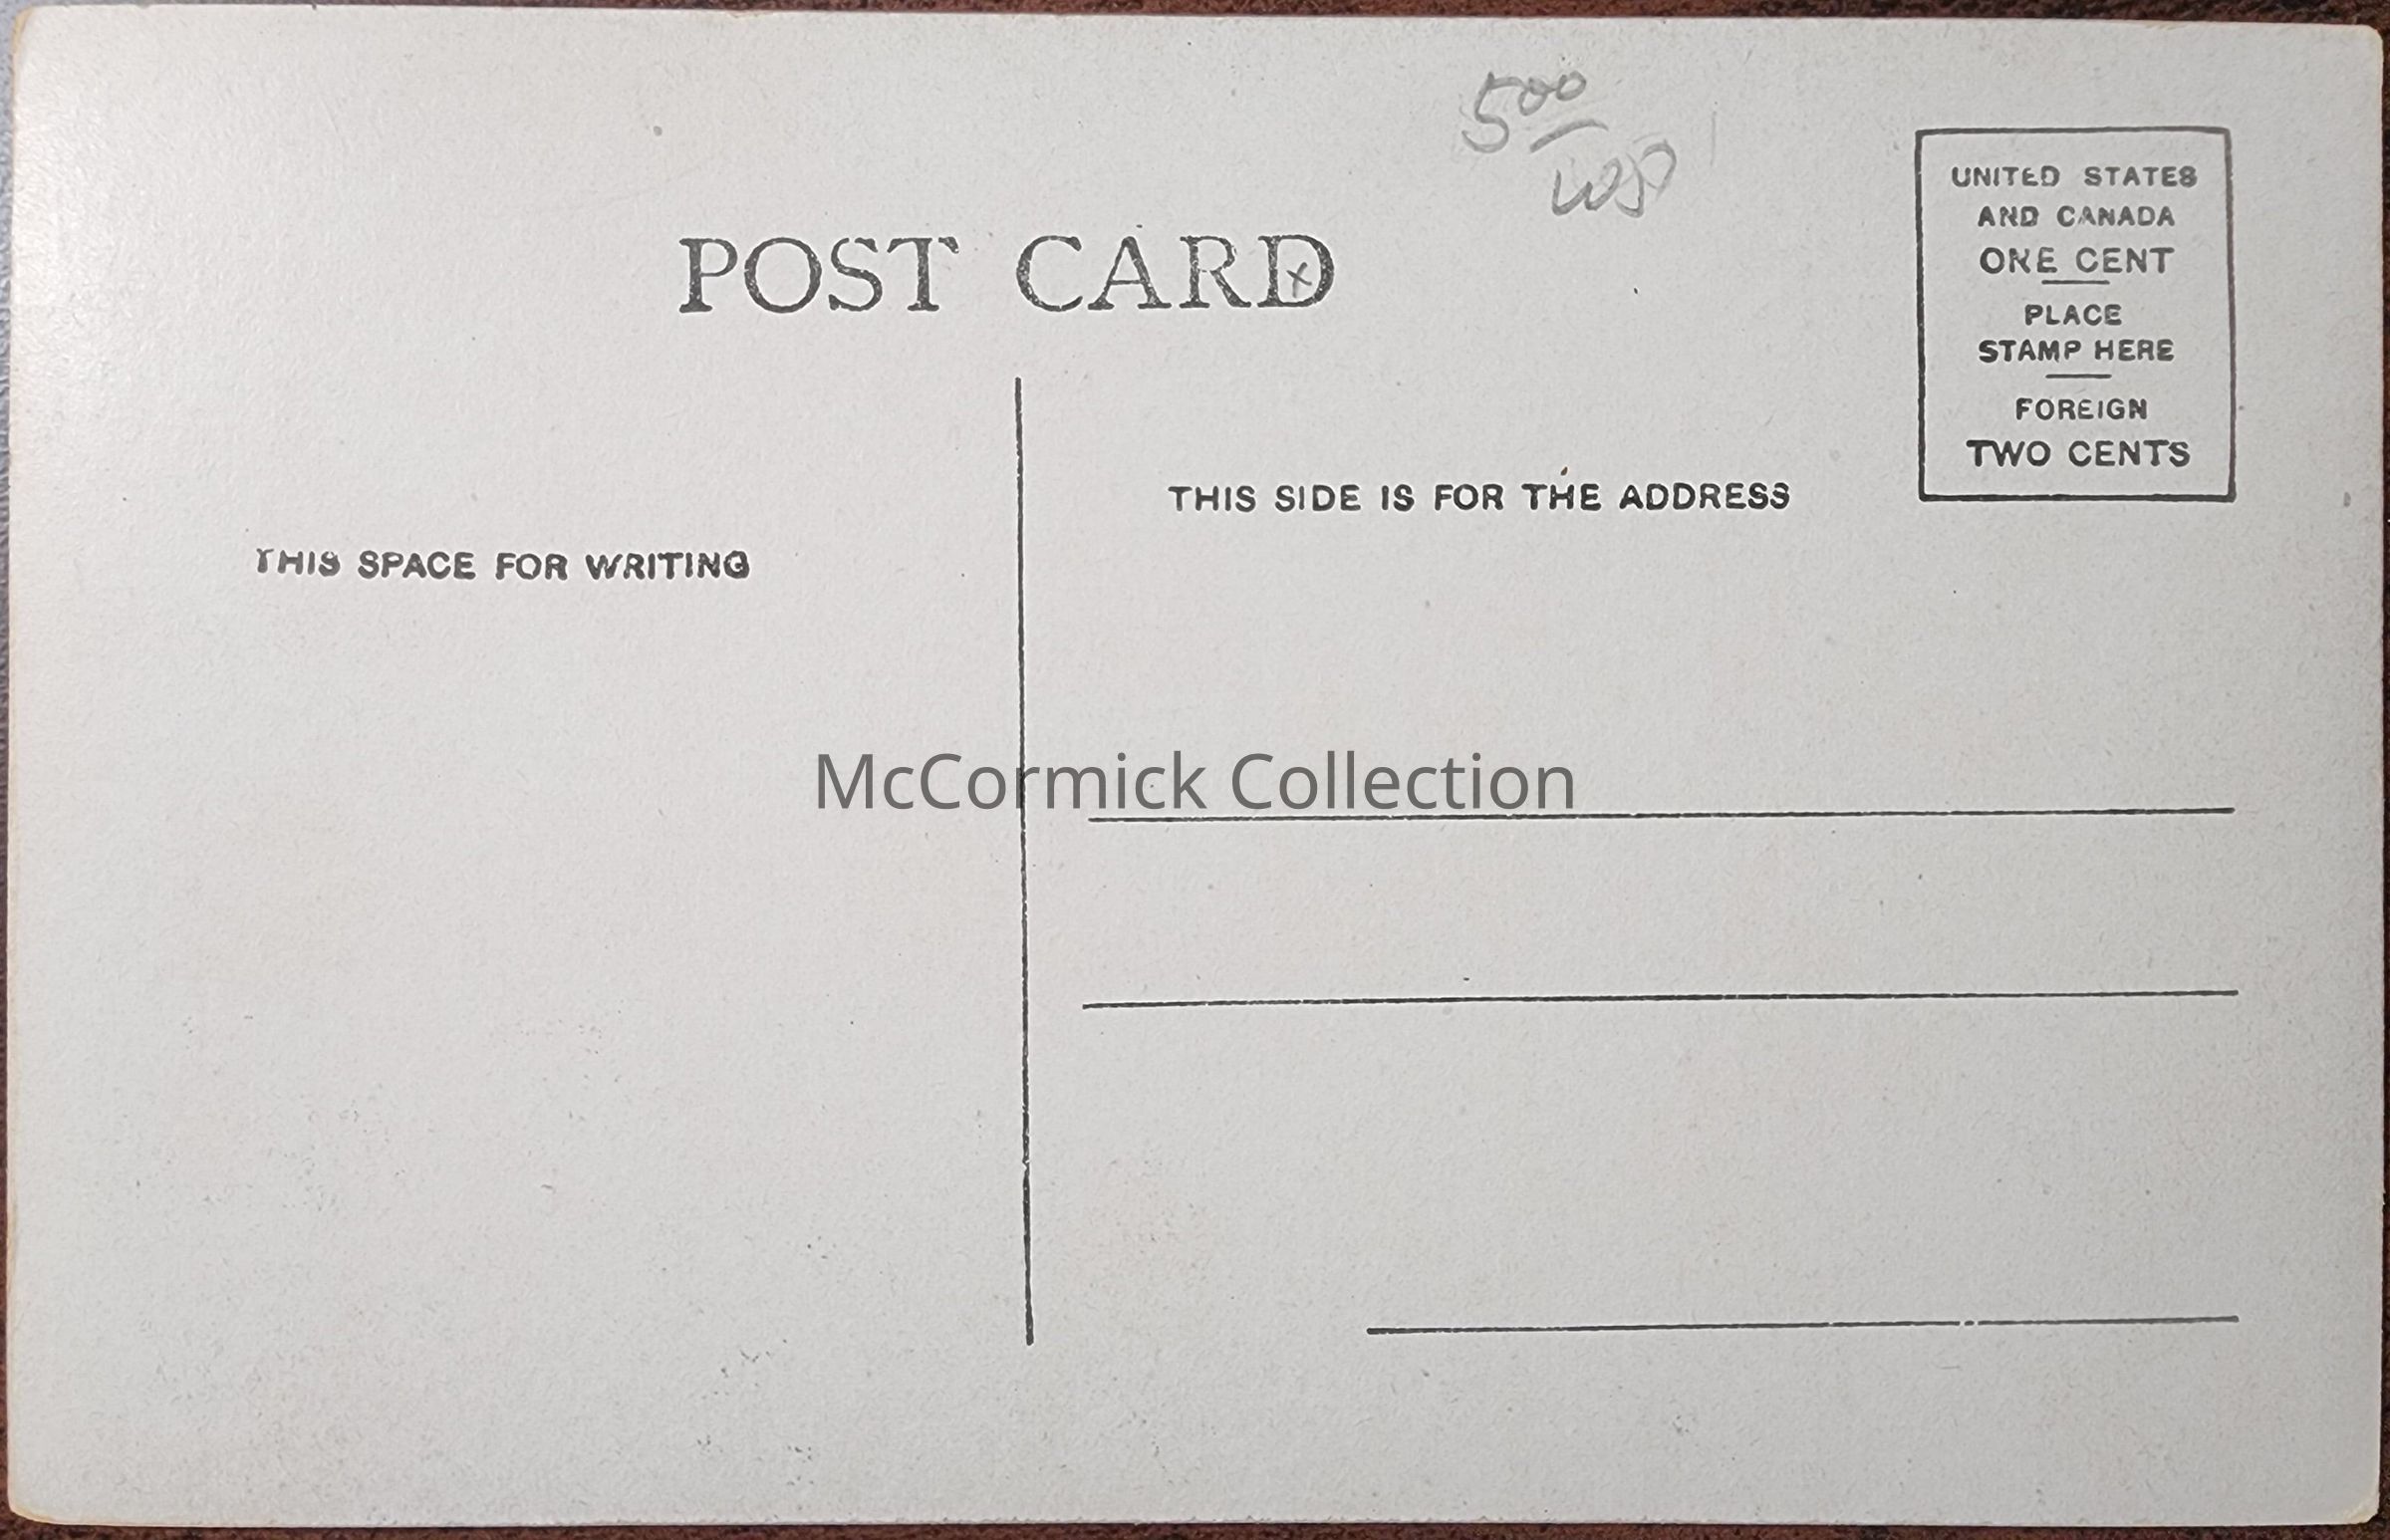 5⁰⁰
POST CARD
x
UNITED STATES
AND CANADA
ONE CENT
PLACE
STAMP HERE
FOREIGN
TWO CENTS
THIS SIDE IS FOR THE ADDRESS
THIS SPACE FOR WRITING
McCormick Collection